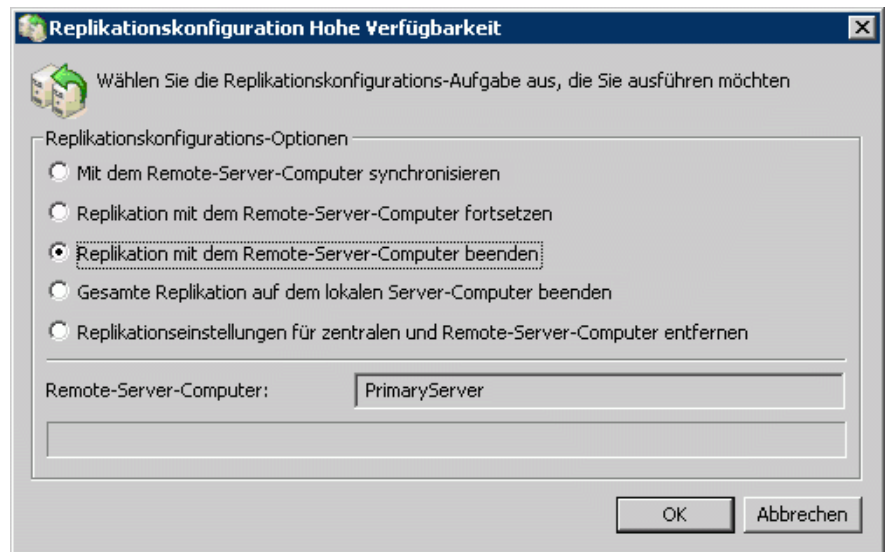 Replikationskonfiguration Hohe Verfügbarkeit
Wählen Sie die Replikationskonfigurations-Aufgabe aus, die Sie ausführen möchten
Replikationskonfigurations-Optionen
Mit dem Remote-Server-Computer synchronisieren
Replikation mit dem Remote-Server-Computer fortsetzen
Replikation mit dem Remote-Server-Computer beenden
Gesamte Replikation auf dem lokalen Server-Computer beenden
Replikationseinstellungen für zentralen und Remote-Server-Computer entfernen
Remote-Server-Computer: PrimaryServer
OK Abbrechen